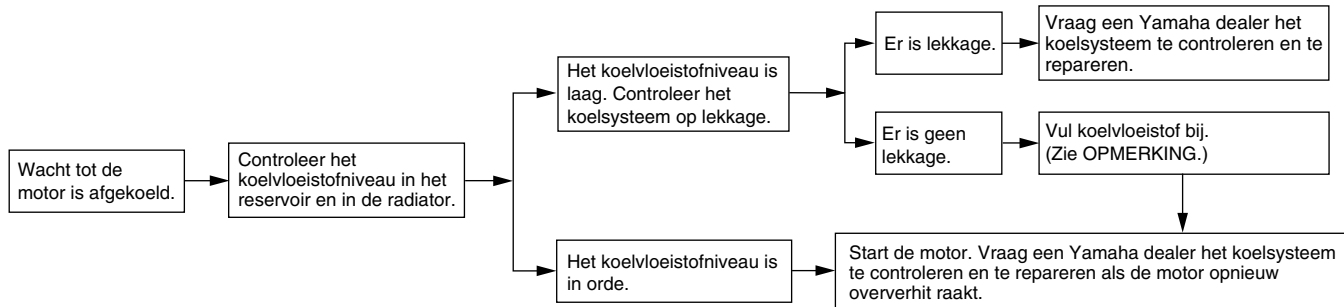 Wacht tot de
motor is afgekoeld.
Controleer het
koelvloeistofniveau in het
reservoir en in de radiator.
Het koelvloeistofniveau is
laag. Controleer het
koelsysteem op lekkage.
Er is lekkage.
Vraag een Yamaha dealer het
koelsysteem te controleren en te
repareren.
Er is geen
lekkage.
Vul koelvloeistof bij.
(Zie OPMERKING.)
Het koelvloeistofniveau is
in orde.
Start de motor. Vraag een Yamaha dealer het koelsysteem
te controleren en te repareren als de motor opnieuw
oververhit raakt.